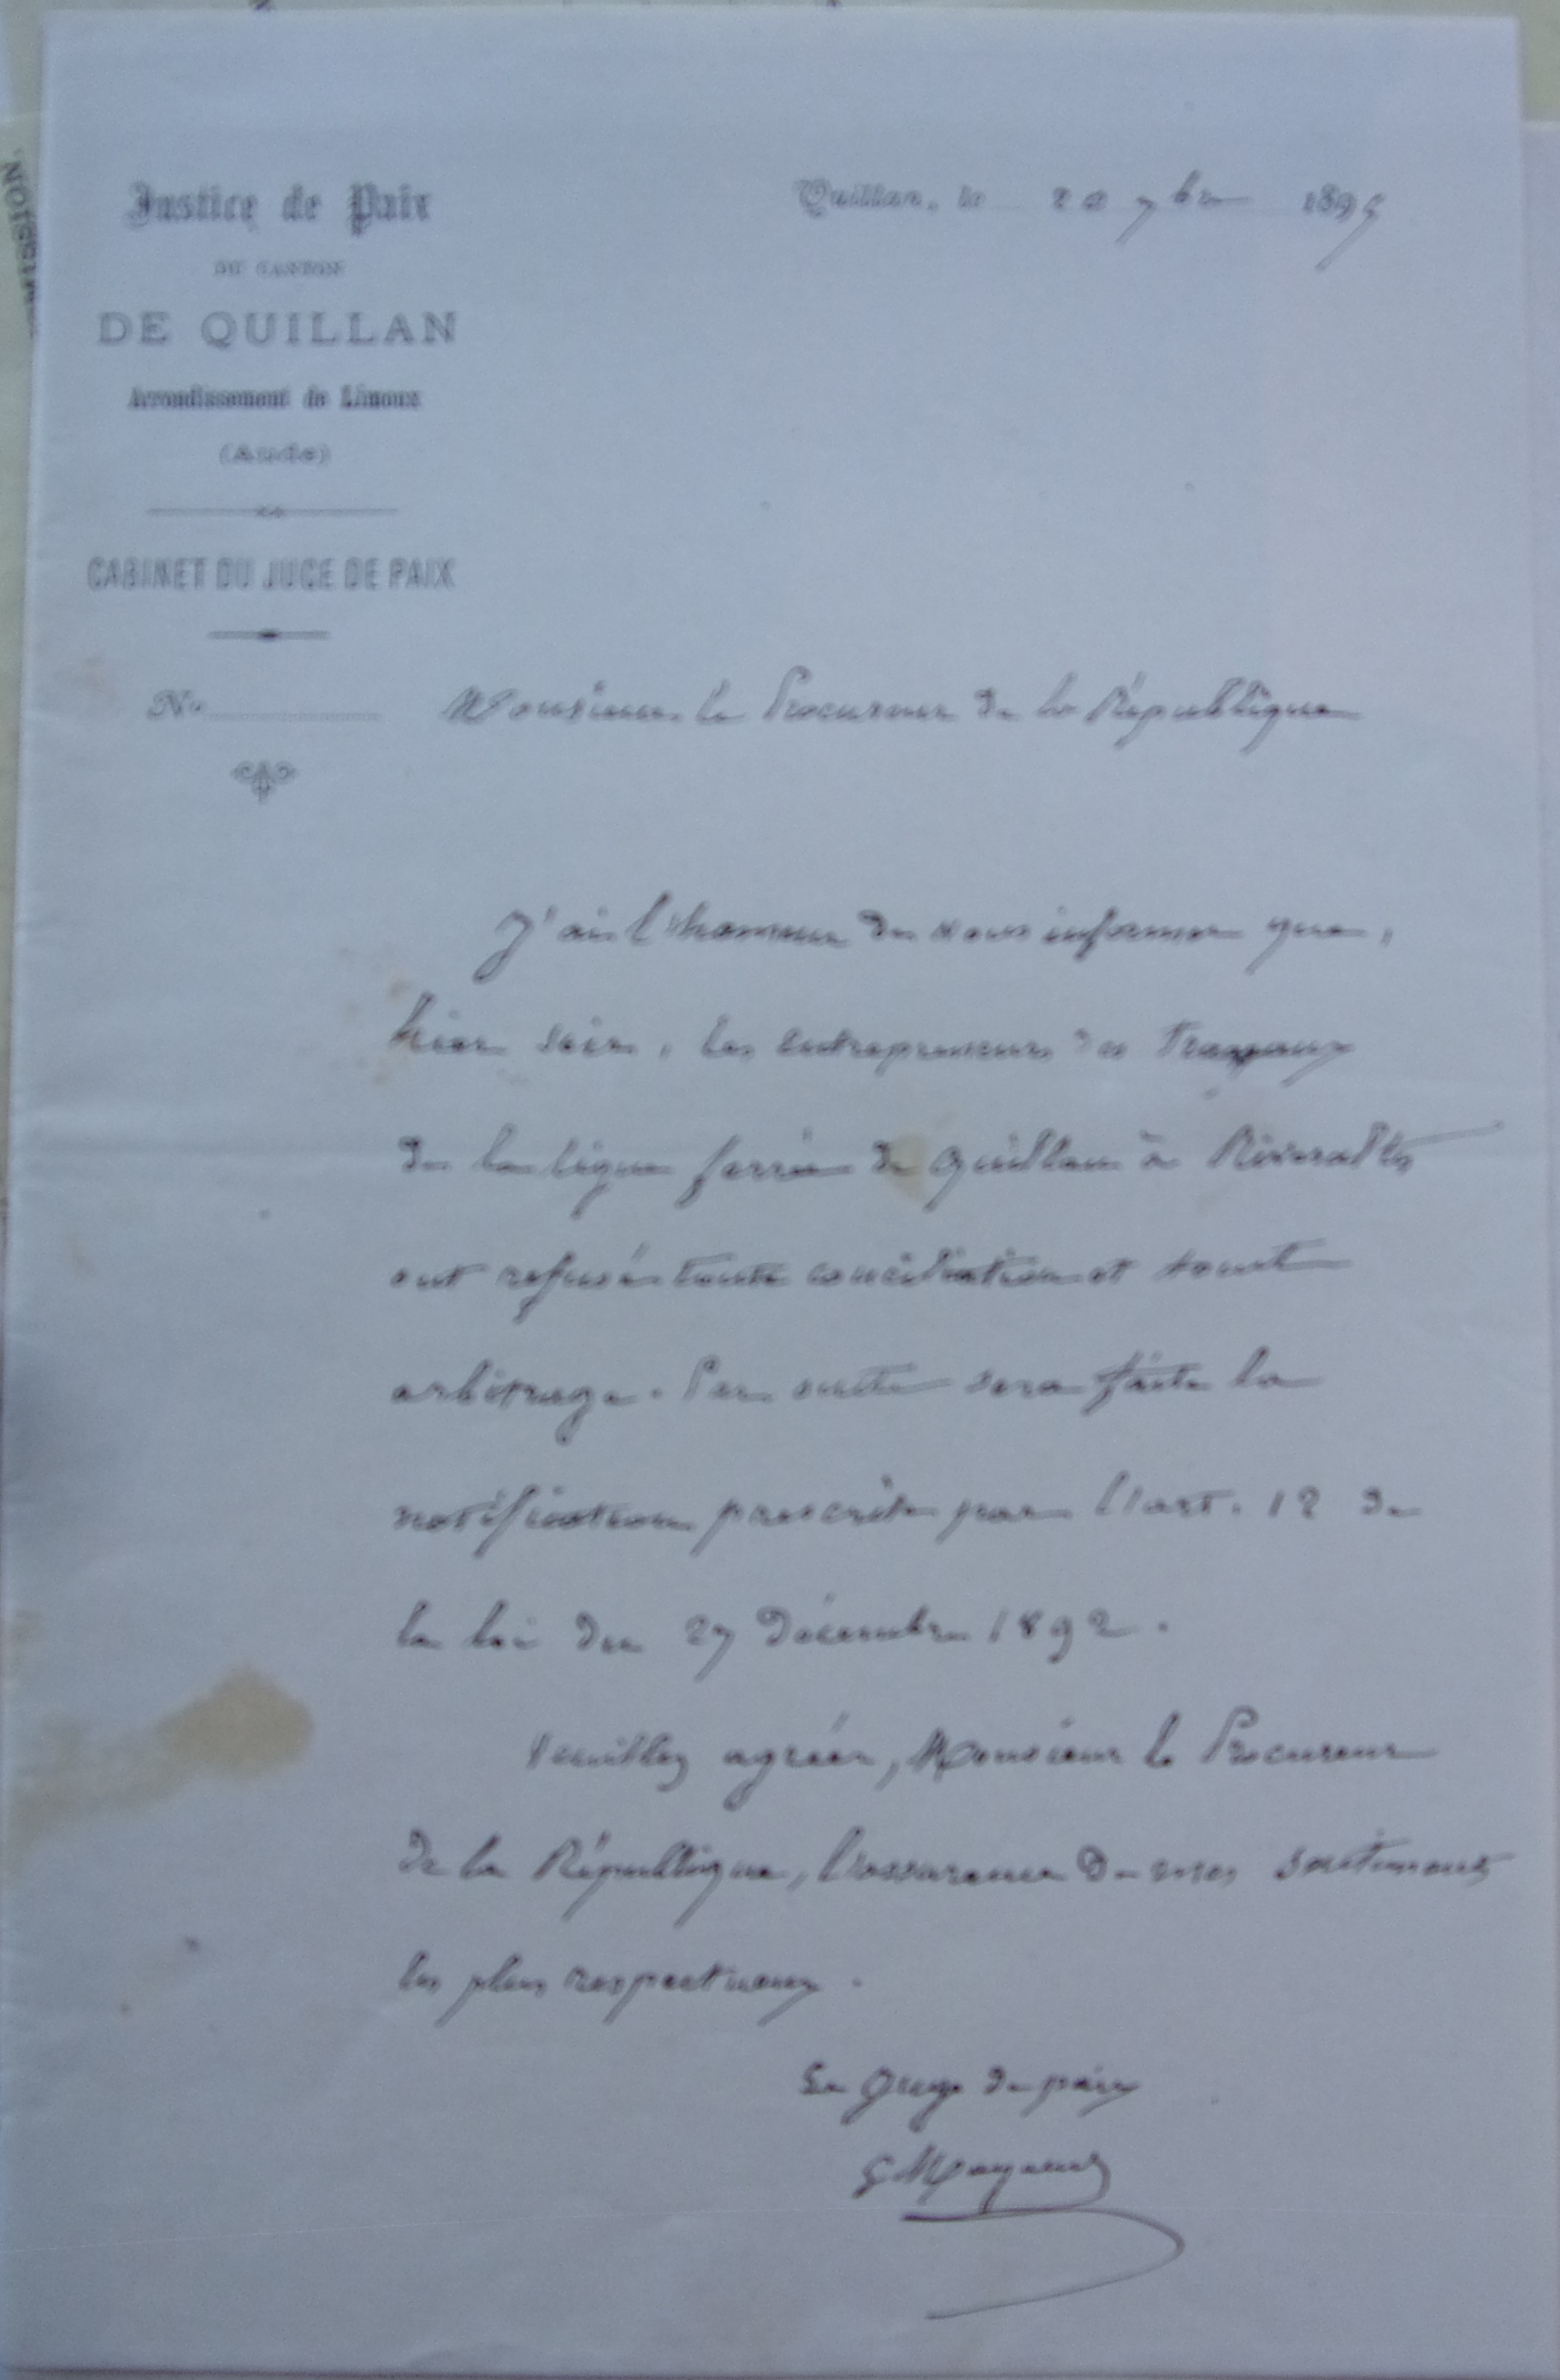 Justice de Paix
DU CANTON
DE QUILLAN
Arrondissement de Limoux
(Aude)
CABINET DU JUGE DE PAIX
No
Quillan, le 20 7bre 1895
Monsieur le Procureur de la République
J'ai l'honneur de vous informer que,
hier soir, les entrepreneurs des travaux
de la ligne ferrée de Quillan à Rivesaltes
ont refusé toute conciliation et tout
arbitrage. Par suite sera faite la
notification prescrite par l'art. 12 de
la loi du 27 Décembre 1892.
Veuillez agréer, Monsieur le Procureur
de la République, l'assurance de mes sentiments
les plus respectueux.
Le Juge de paix